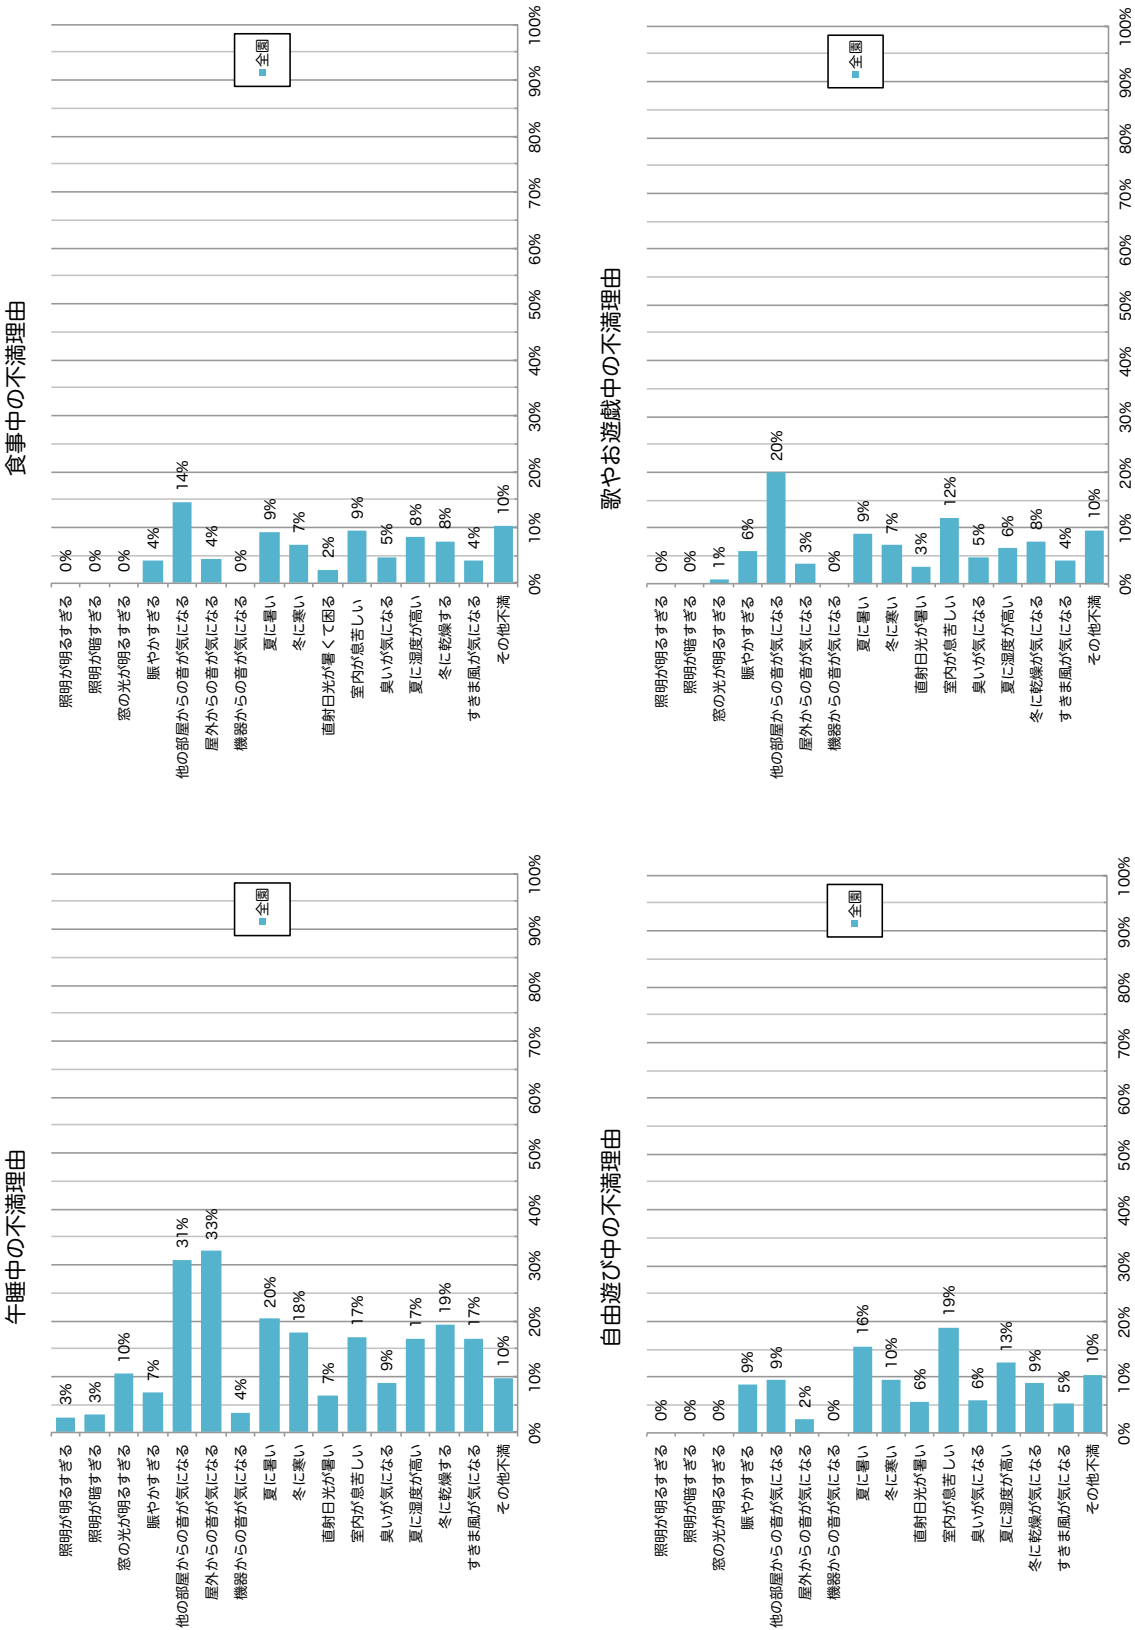 午睡中の不満理由
照明が明るすぎる 3%
照明が暗すぎる 3%
窓の光が明るすぎる 10%
賑やかすぎる 7%
他の部屋からの音が気になる 31%
屋外からの音が気になる 33%
機器からの音が気になる 4%
夏に暑い 20%
冬に寒い 18%
直射日光が暑い 7%
室内が息苦しい 17%
臭いが気になる 9%
夏に湿度が高い 17%
冬に乾燥する 19%
すきま風が気になる 17%
その他不満 10%
0% 10% 20% 30% 40% 50% 60% 70% 80% 90% 100%
全園
食事中の不満理由
照明が明るすぎる 0%
照明が暗すぎる 0%
窓の光が明るすぎる 0%
賑やかすぎる 4%
他の部屋からの音が気になる 14%
屋外からの音が気になる 4%
機器からの音が気になる 0%
夏に暑い 9%
冬に寒い 7%
直射日光が暑くて困る 2%
室内が息苦しい 9%
臭いが気になる 5%
夏に湿度が高い 8%
冬に乾燥する 8%
すきま風が気になる 4%
その他不満 10%
0% 10% 20% 30% 40% 50% 60% 70% 80% 90% 100%
全園
自由遊び中の不満理由
照明が明るすぎる 0%
照明が暗すぎる 0%
窓の光が明るすぎる 0%
賑やかすぎる 9%
他の部屋からの音が気になる 9%
屋外からの音が気になる 2%
機器からの音が気になる 0%
夏に暑い 16%
冬に寒い 10%
直射日光が暑い 6%
室内が息苦しい 19%
臭いが気になる 6%
夏に湿度が高い 13%
冬に乾燥が気になる 9%
すきま風が気になる 5%
その他不満 10%
0% 10% 20% 30% 40% 50% 60% 70% 80% 90% 100%
全園
歌やお遊戯中の不満理由
照明が明るすぎる 0%
照明が暗すぎる 0%
窓の光が明るすぎる 1%
賑やかすぎる 6%
他の部屋からの音が気になる 20%
屋外からの音が気になる 3%
機器からの音が気になる 0%
夏に暑い 9%
冬に寒い 7%
直射日光が暑い 3%
室内が息苦しい 12%
臭いが気になる 5%
夏に湿度が高い 6%
冬に乾燥が気になる 8%
すきま風が気になる 4%
その他不満 10%
0% 10% 20% 30% 40% 50% 60% 70% 80% 90% 100%
全園